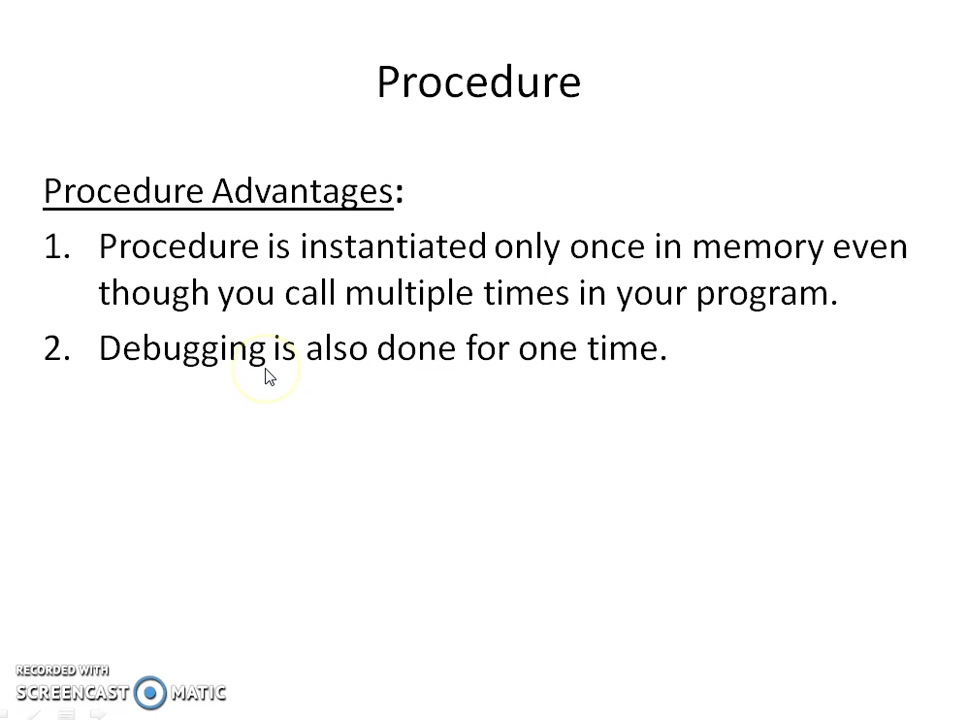 Procedure
Procedure Advantages:
1. Procedure is instantiated only once in memory even
though you call multiple times in your program.
2. Debugging is also done for one time.
RECORDED WITH
SCREENCAST MATIC